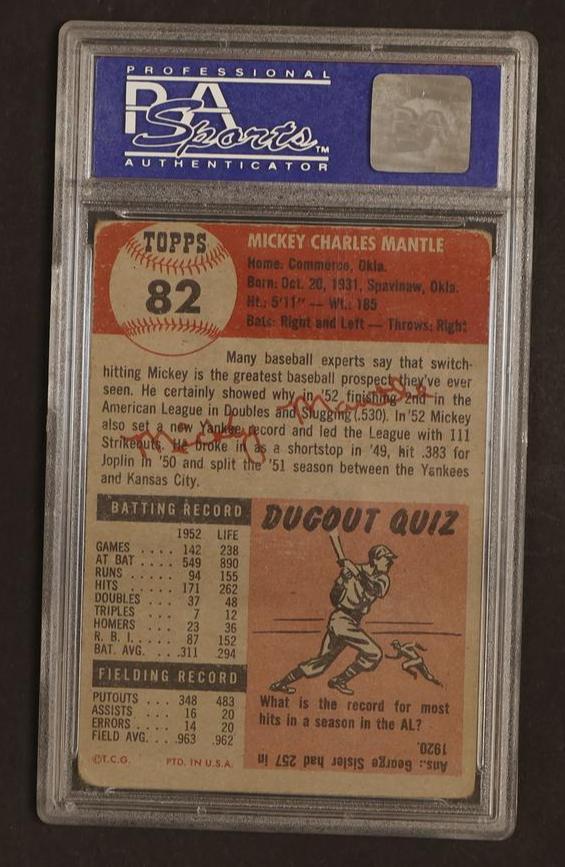 PROFESSIONAL
PSA
Sports™
AUTHENTICATOR
TOPPS
82
MICKEY CHARLES MANTLE
Home: Commerce, Okla.
Born: Oct. 20, 1931, Spavinaw, Okla.
Ht.: 5'11" — Wt.: 185
Bats: Right and Left — Throws: Right
Many baseball experts say that switch-
hitting Mickey is the greatest baseball prospect they've ever
seen. He certainly showed why in '52 finishing 2nd in the
American League in Doubles and Slugging (.530). In '52 Mickey
also set a new Yankee record and led the League with 111
Strikeouts. He broke in as a shortstop in '49, hit .383 for
Joplin in '50 and split the '51 season between the Yankees
and Kansas City.
Mickey Mantle
BATTING RECORD
1952 LIFE
GAMES ..... 142 238
AT BAT .... 549 890
RUNS ..... 94 155
HITS ..... 171 262
DOUBLES .... 37 48
TRIPLES .... 7 12
HOMERS .... 23 36
R. B. I. ..... 87 152
BAT. AVG. ... .311 .294
FIELDING RECORD
PUTOUTS ... 348 483
ASSISTS .... 16 20
ERRORS .... 14 20
FIELD AVG. ... .963 .962
©T.C.G. PTD. IN U.S.A.
DUGOUT QUIZ
What is the record for most
hits in a season in the AL?
Ans.: George Sisler had 257 in
1920.